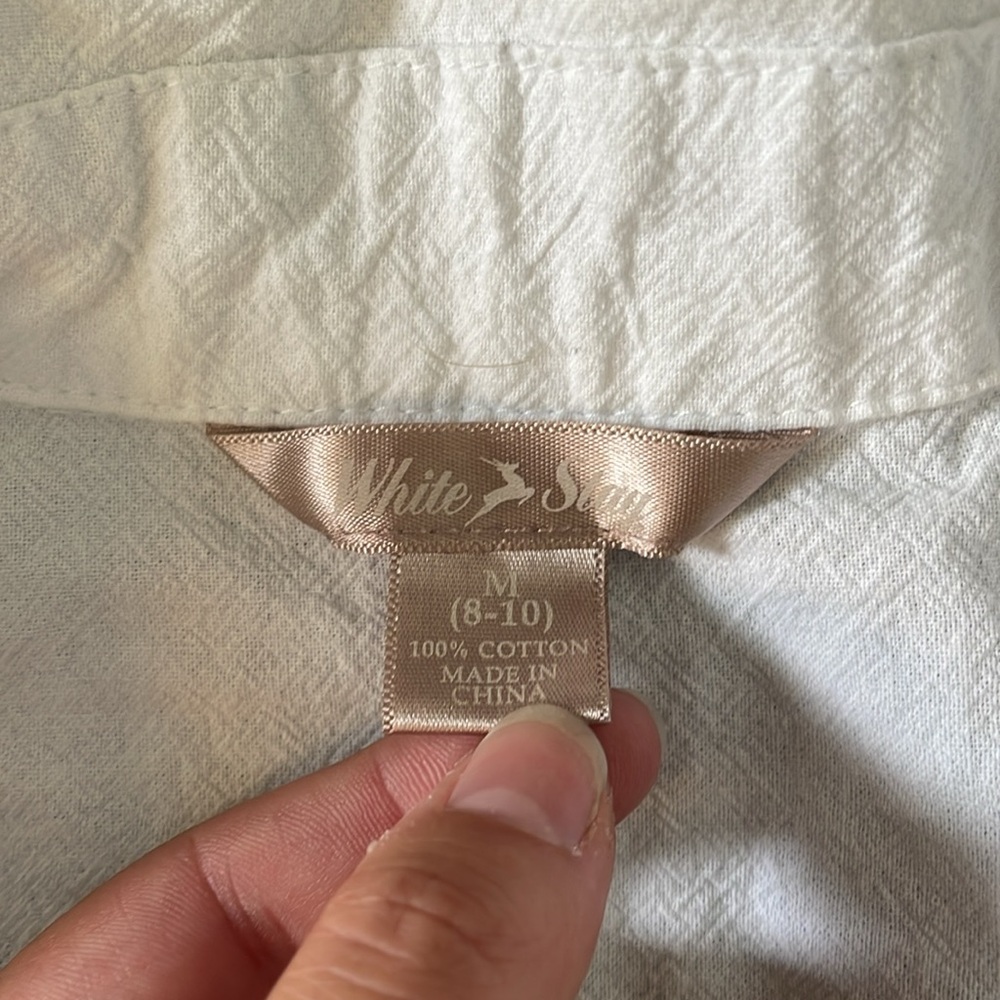 White Stag
M
(8-10)
100% COTTON
MADE IN
CHINA